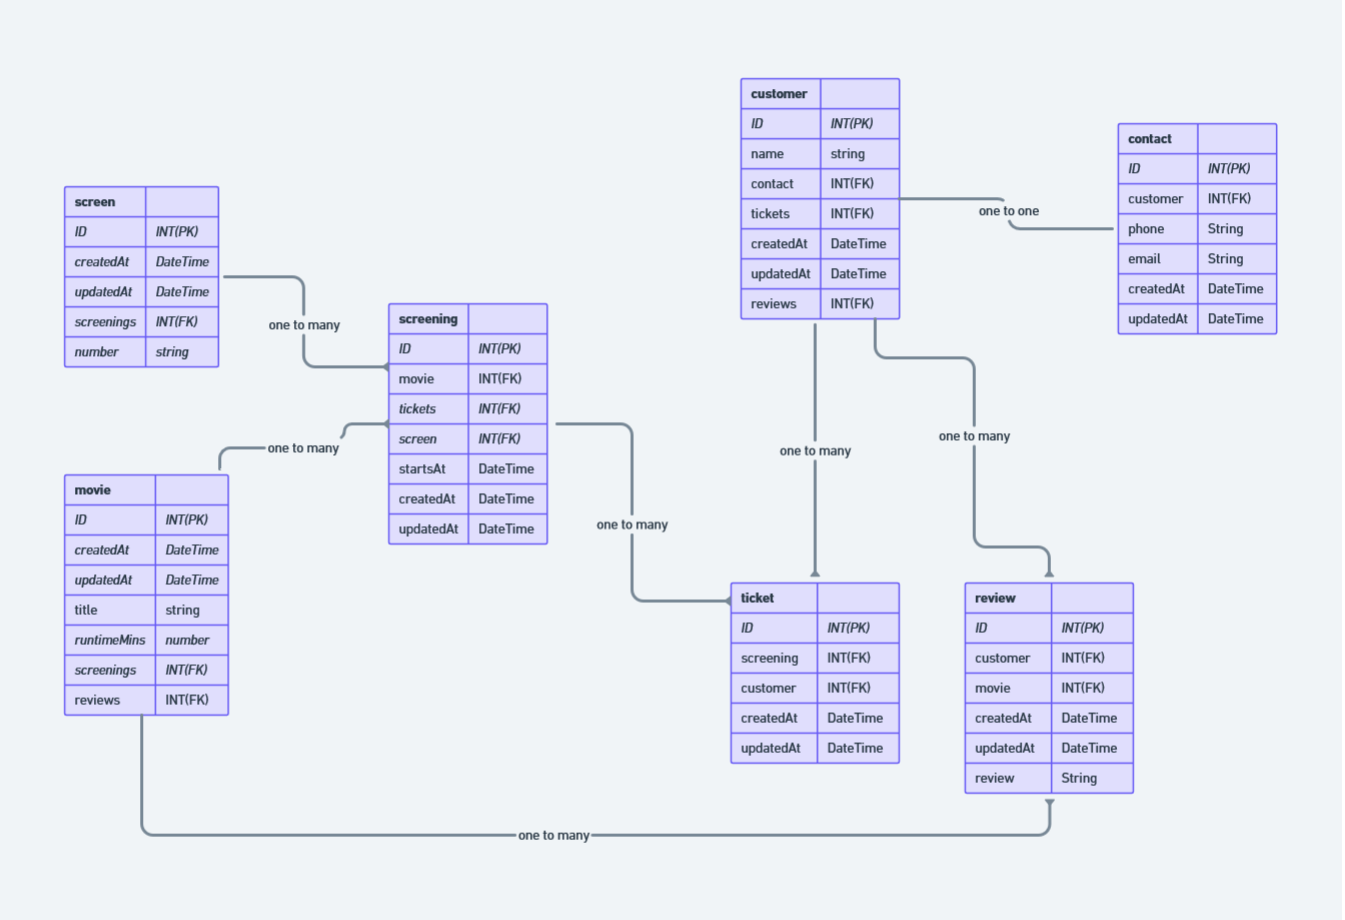 customer
ID INT(PK)
name string
contact INT(FK)
tickets INT(FK)
createdAt DateTime
updatedAt DateTime
reviews INT(FK)
contact
ID INT(PK)
customer INT(FK)
phone String
email String
createdAt DateTime
updatedAt DateTime
one to one
screen
ID INT(PK)
createdAt DateTime
updatedAt DateTime
screenings INT(FK)
number string
one to many
screening
ID INT(PK)
movie INT(FK)
tickets INT(FK)
screen INT(FK)
startsAt DateTime
createdAt DateTime
updatedAt DateTime
one to many
one to many
one to many
one to many
movie
ID INT(PK)
createdAt DateTime
updatedAt DateTime
title string
runtimeMins number
screenings INT(FK)
reviews INT(FK)
ticket
ID INT(PK)
screening INT(FK)
customer INT(FK)
createdAt DateTime
updatedAt DateTime
review
ID INT(PK)
customer INT(FK)
movie INT(FK)
createdAt DateTime
updatedAt DateTime
review String
one to many